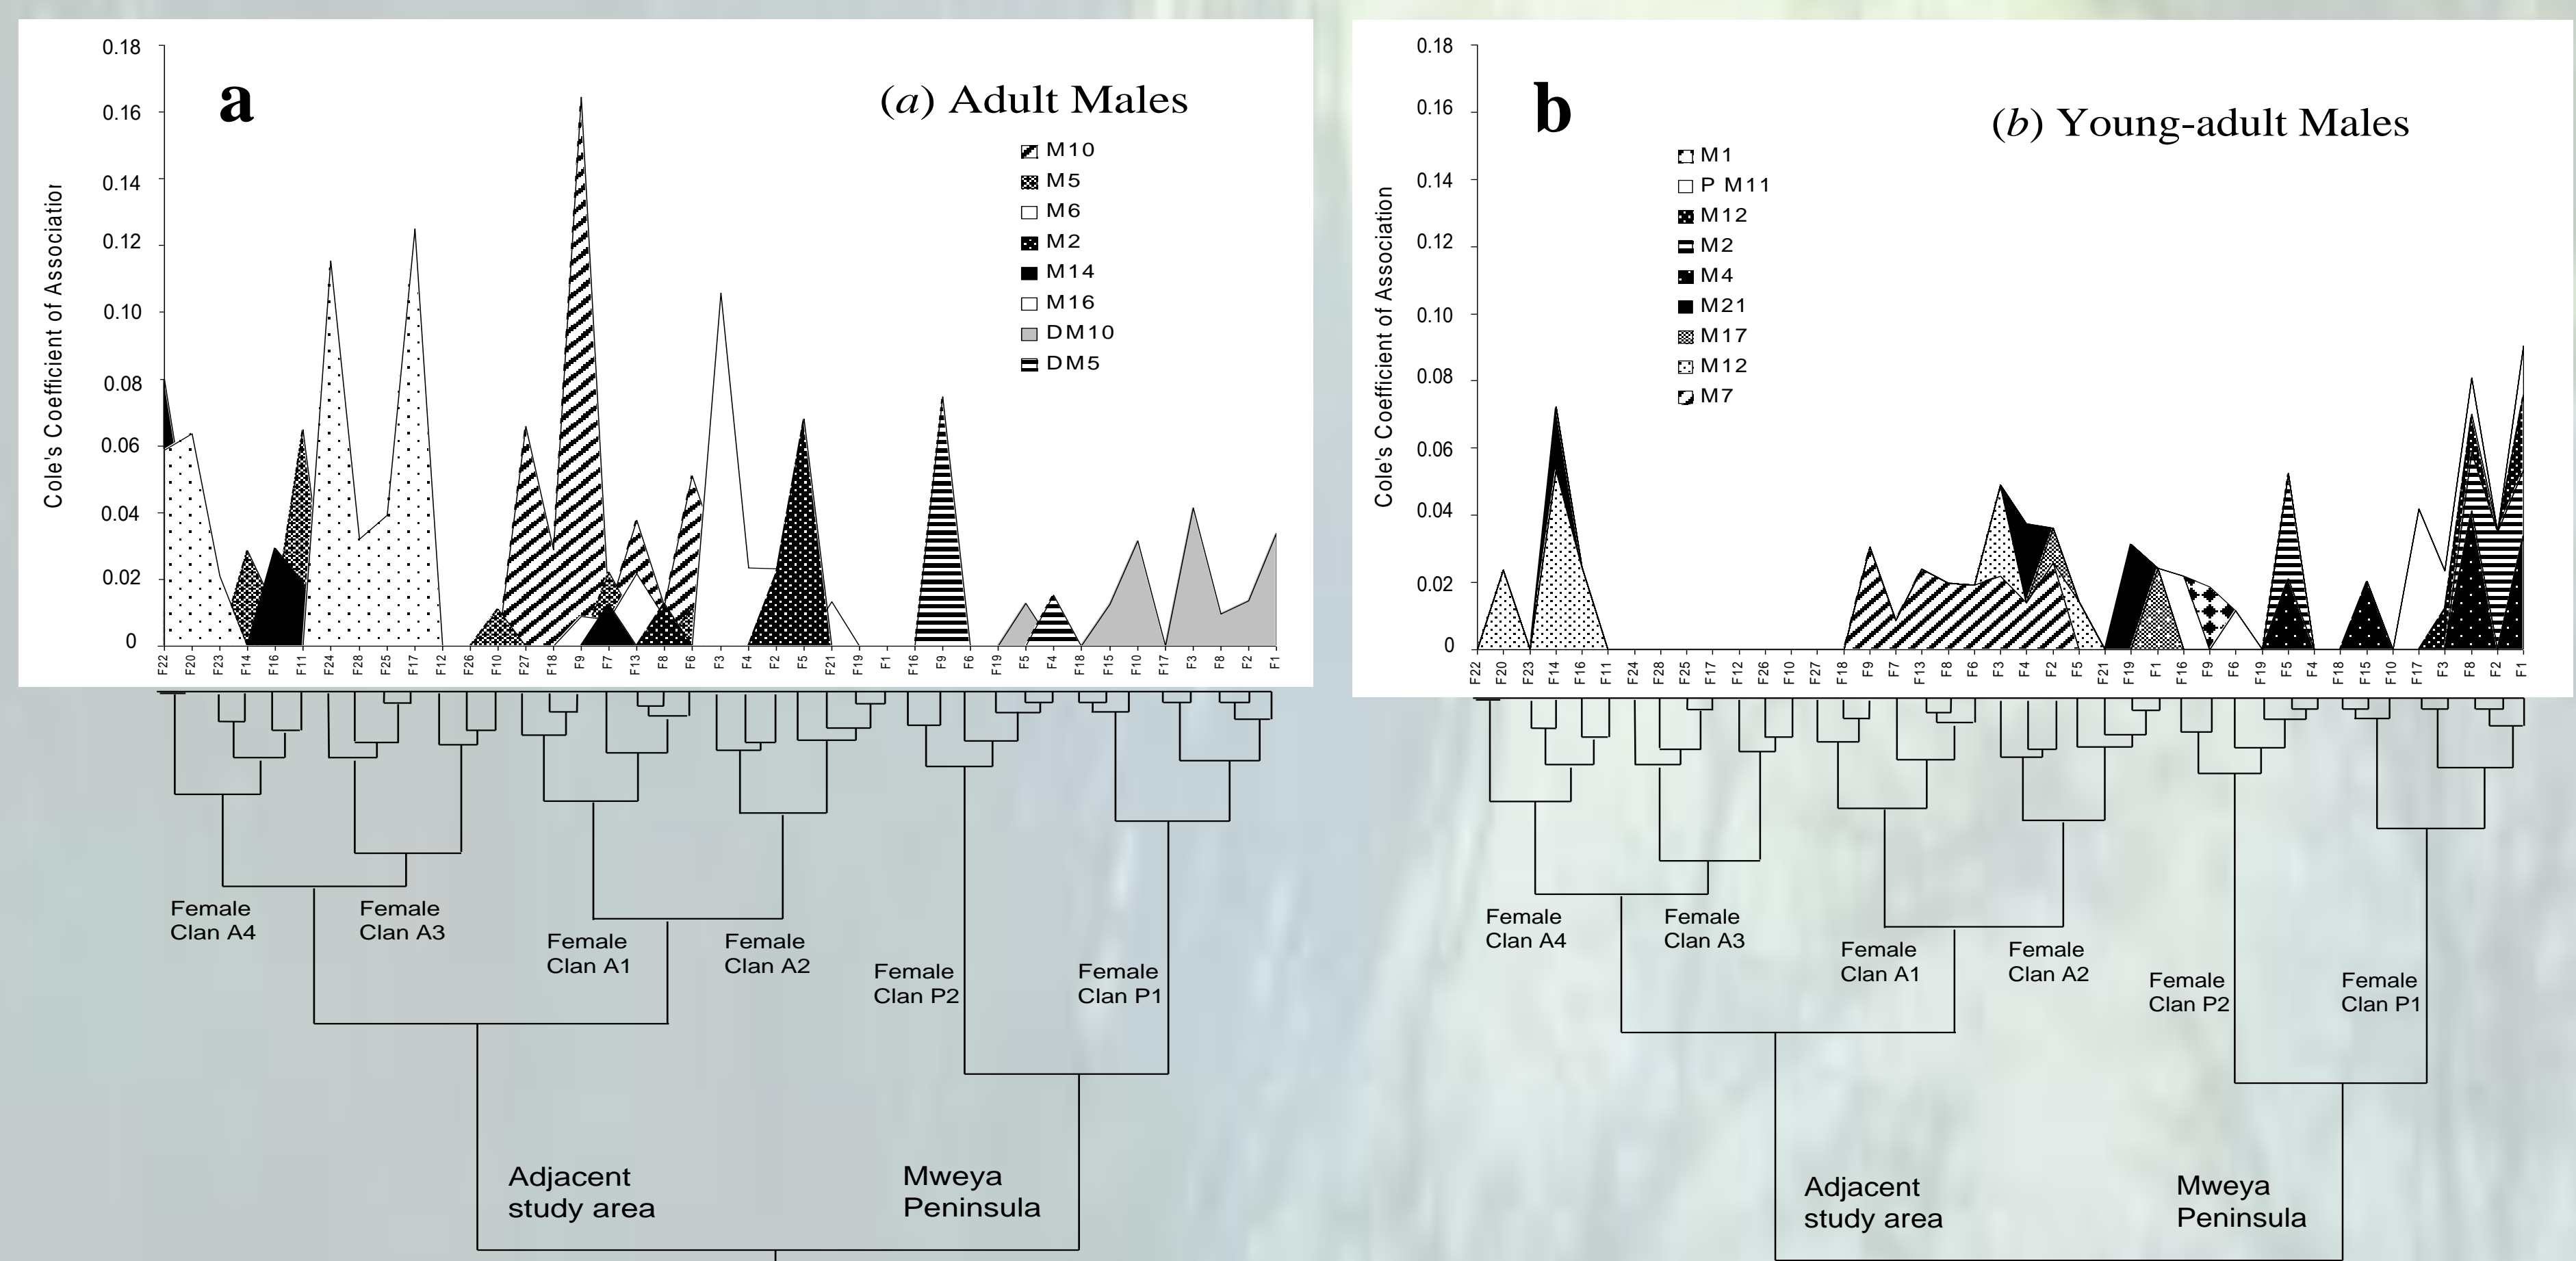 a
(a) Adult Males
Cole's Coefficient of Association
0.18
0.16
0.14
0.12
0.10
0.08
0.06
0.04
0.02
0
M10
M5
M6
M2
M14
M16
DM10
DM5
F22 F20 F23 F14 F16 F11 F24 F28 F25 F17 F12 F26 F10 F27 F18 F9 F7 F13 F8 F6 F3 F4 F2 F5 F21 F19 F1 F16 F9 F6 F19 F5 F4 F18 F15 F10 F17 F3 F8 F2 F1
Female
Clan A4
Female
Clan A3
Female
Clan A1
Female
Clan A2
Female
Clan P2
Female
Clan P1
Adjacent
study area
Mweya
Peninsula
b
(b) Young-adult Males
Cole's Coefficient of Association
0.18
0.16
0.14
0.12
0.10
0.08
0.06
0.04
0.02
0
M1
P M11
M12
M2
M4
M21
M17
M12
M7
F22 F20 F23 F14 F16 F11 F24 F28 F25 F17 F12 F26 F10 F27 F18 F9 F7 F13 F8 F6 F3 F4 F2 F5 F21 F19 F1 F16 F9 F6 F19 F5 F4 F18 F15 F10 F17 F3 F8 F2 F1
Female
Clan A4
Female
Clan A3
Female
Clan A1
Female
Clan A2
Female
Clan P2
Female
Clan P1
Adjacent
study area
Mweya
Peninsula